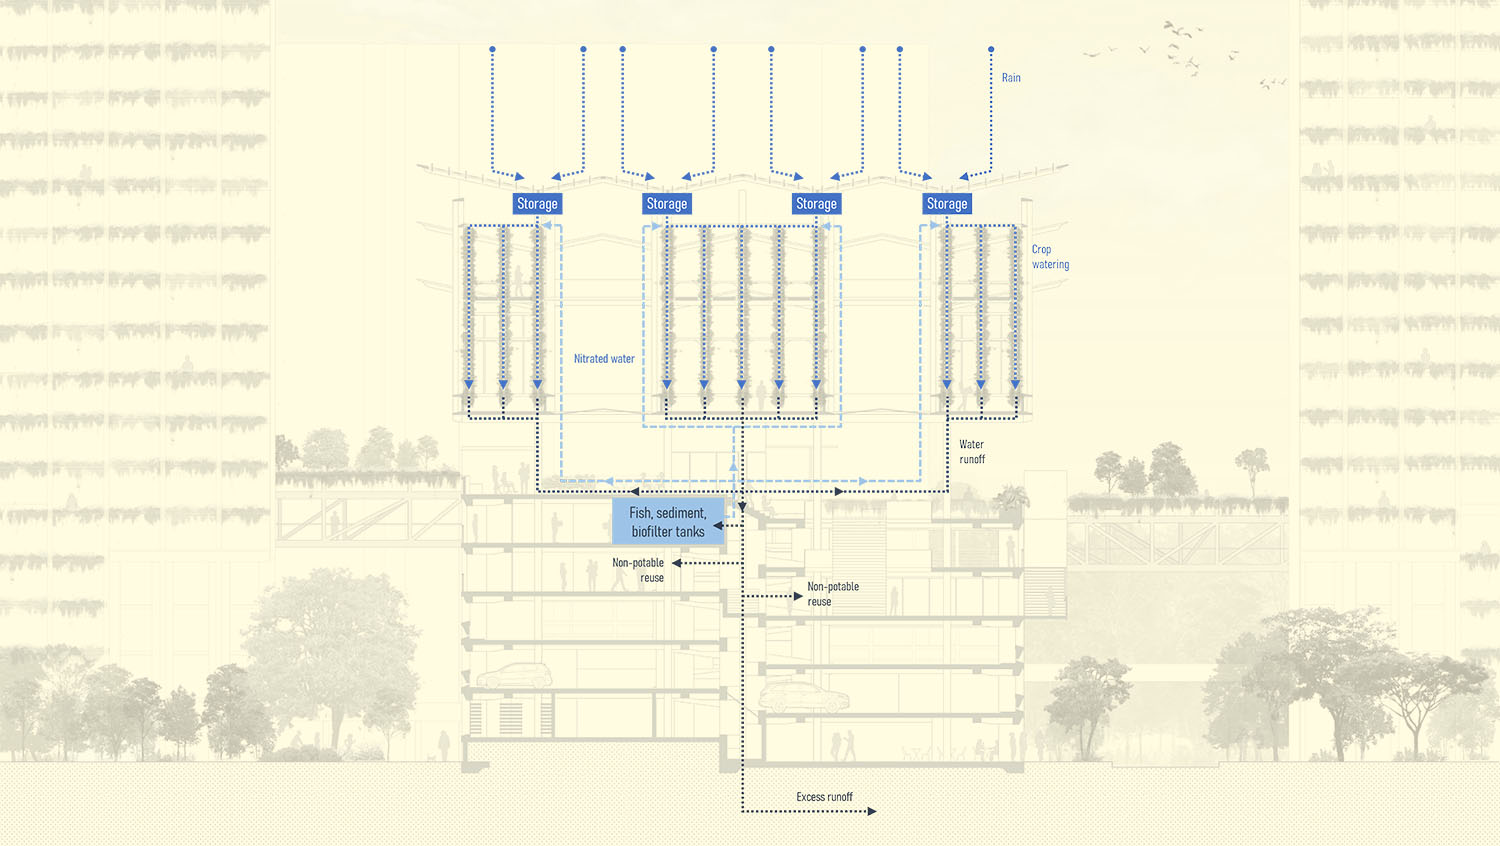 Rain
Storage
Storage
Storage
Storage
Crop
watering
Nitrated water
Water
runoff
Fish, sediment,
biofilter tanks
Non-potable
reuse
Non-potable
reuse
Excess runoff